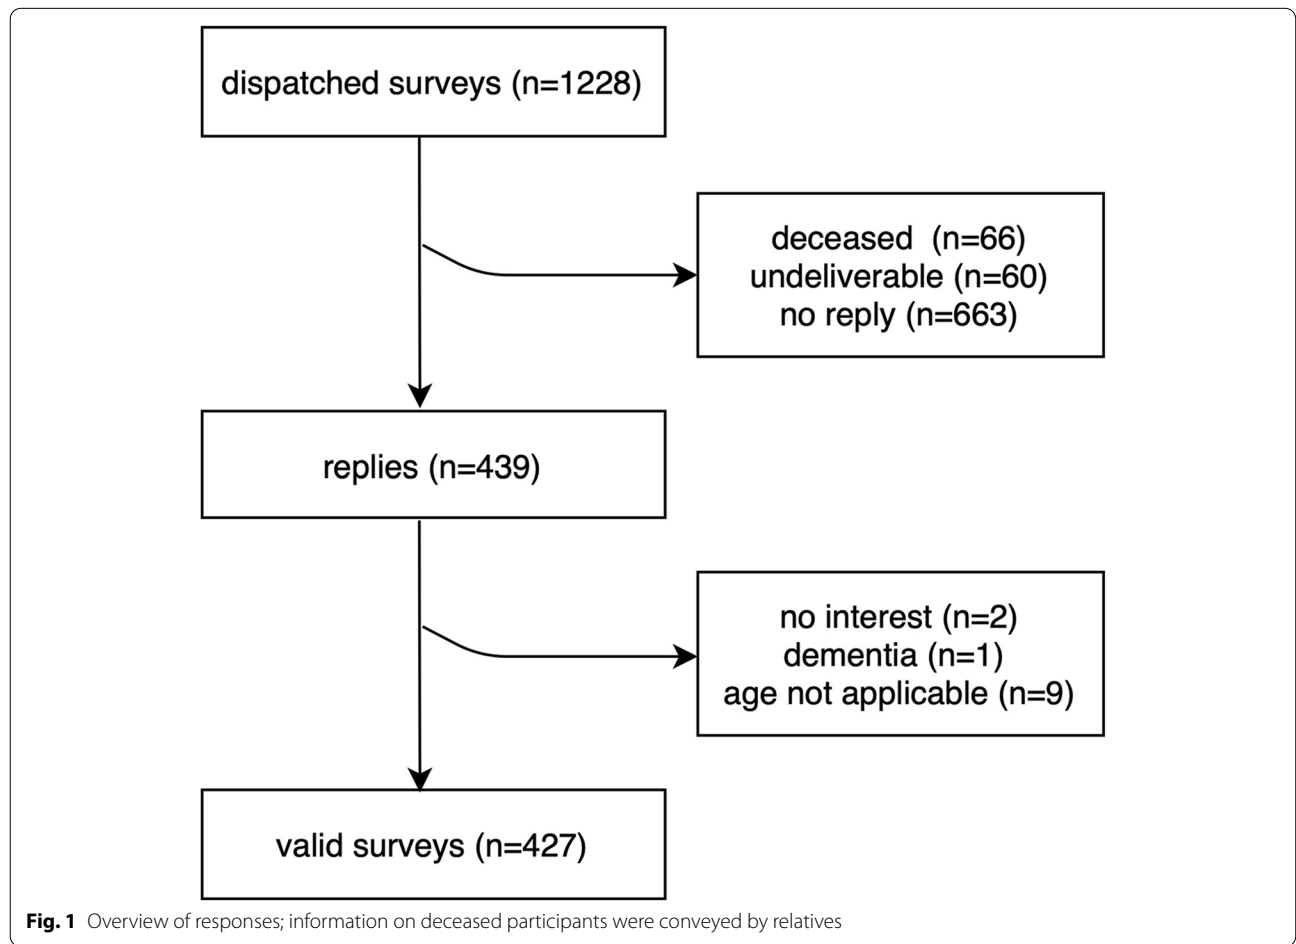 dispatched surveys (n=1228)
deceased (n=66)
undeliverable (n=60)
no reply (n=663)
replies (n=439)
no interest (n=2)
dementia (n=1)
age not applicable (n=9)
valid surveys (n=427)
Fig. 1 Overview of responses; information on deceased participants were conveyed by relatives